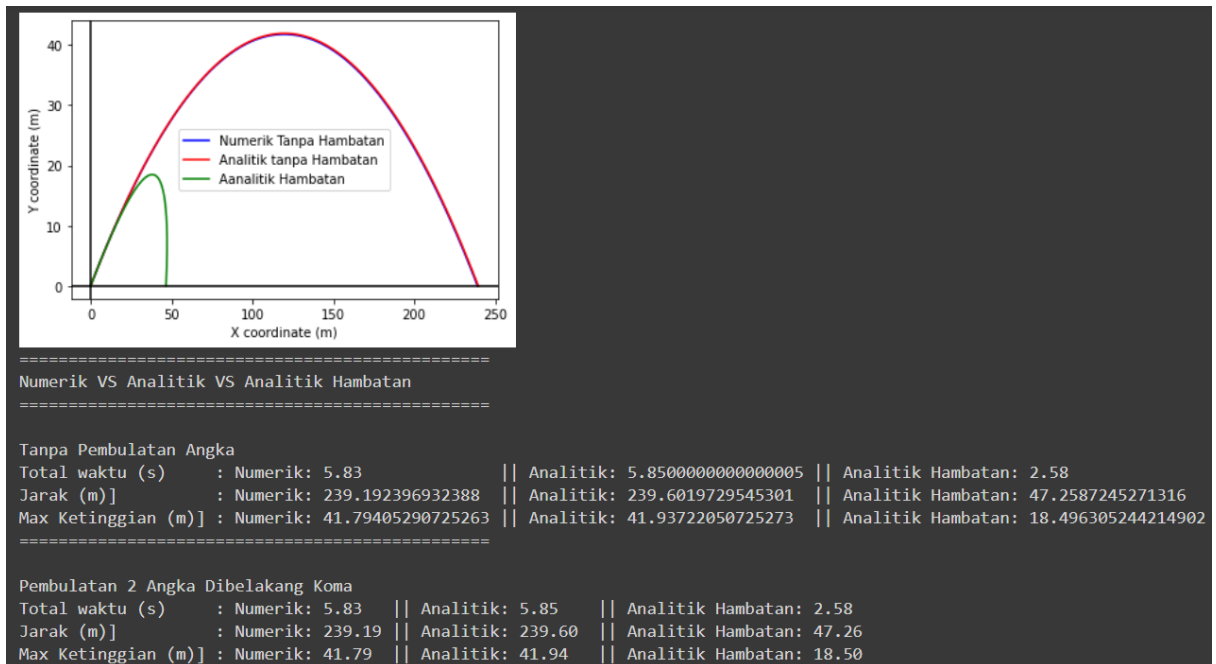 40
30
20
10
0
Y coordinate (m)
Numerik Tanpa Hambatan
Analitik tanpa Hambatan
Aanalitik Hambatan
0 50 100 150 200 250
X coordinate (m)
================================================
Numerik VS Analitik VS Analitik Hambatan
================================================
Tanpa Pembulatan Angka
Total waktu (s) : Numerik: 5.83 || Analitik: 5.8500000000000005 || Analitik Hambatan: 2.58
Jarak (m)] : Numerik: 239.192396932388 || Analitik: 239.6019729545301 || Analitik Hambatan: 47.2587245271316
Max Ketinggian (m)] : Numerik: 41.79405290725263 || Analitik: 41.93722050725273 || Analitik Hambatan: 18.496305244214902
================================================
Pembulatan 2 Angka Dibelakang Koma
Total waktu (s) : Numerik: 5.83 || Analitik: 5.85 || Analitik Hambatan: 2.58
Jarak (m)] : Numerik: 239.19 || Analitik: 239.60 || Analitik Hambatan: 47.26
Max Ketinggian (m)] : Numerik: 41.79 || Analitik: 41.94 || Analitik Hambatan: 18.50